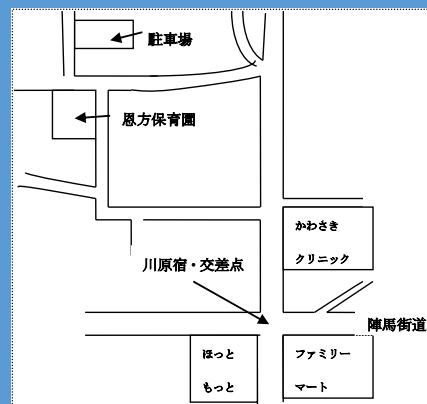 駐車場
恩方保育園
かわさき
クリニック
川原宿・交差点
陣馬街道
ほっと
もっと
ファミリー
マート